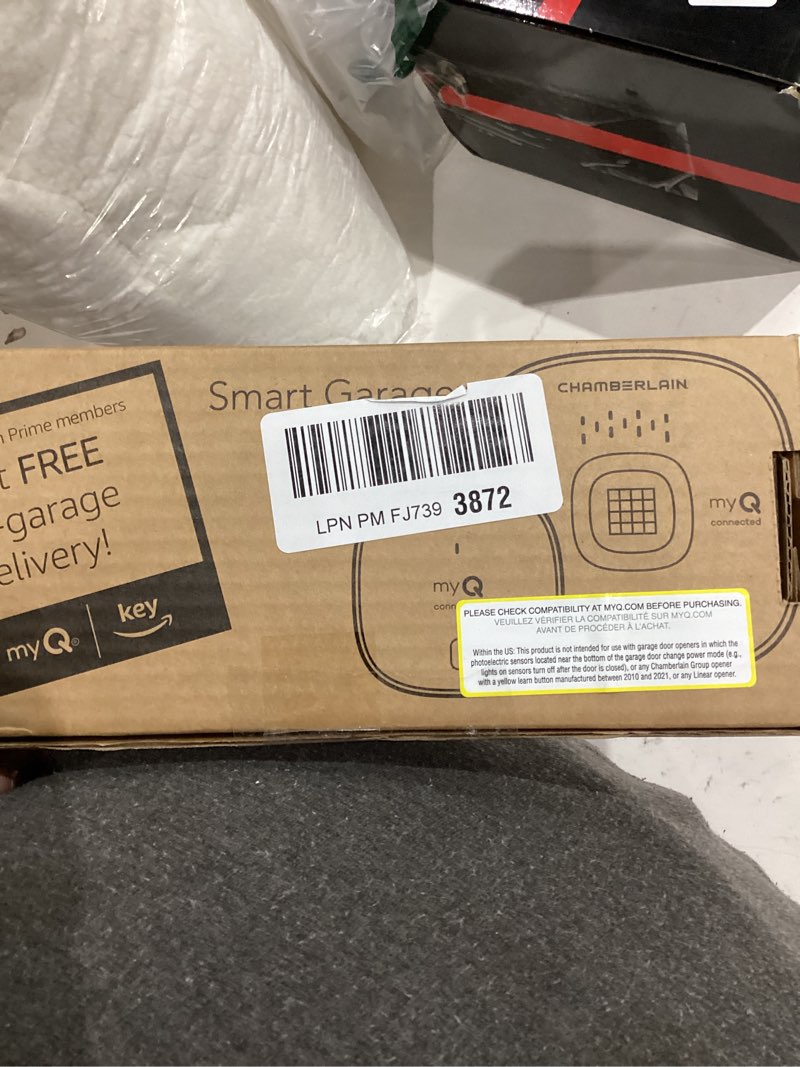 Prime members
FREE
-garage
elivery!
myQ® key
Smart Garage
LPN PM FJ739 3872
CHAMBERLAIN
myQ
connected
myQ
conn
PLEASE CHECK COMPATIBILITY AT MYQ.COM BEFORE PURCHASING.
VEUILLEZ VÉRIFIER LA COMPATIBILITÉ SUR MYQ.COM
AVANT DE PROCÉDER À L'ACHAT.
Within the US: This product is not intended for use with garage door openers in which the
photoelectric sensors located near the bottom of the garage door change power mode (e.g.,
lights on sensors turn off after the door is closed), or any Chamberlain Group opener
with a yellow learn button manufactured between 2010 and 2021, or any Linear opener.